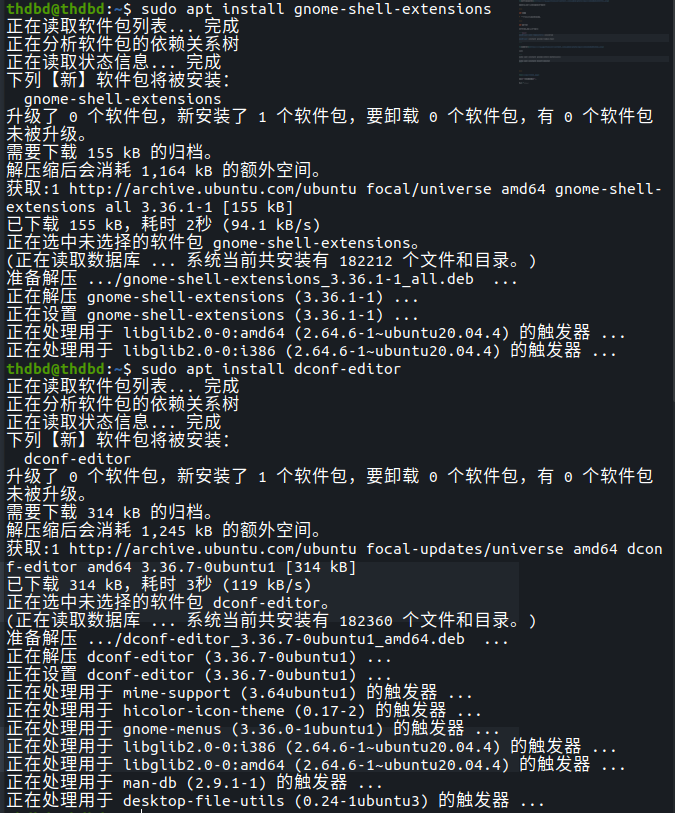 thdbd@thdbd:~$ sudo apt install gnome-shell-extensions
正在读取软件包列表... 完成
正在分析软件包的依赖关系树
正在读取状态信息... 完成
下列【新】软件包将被安装：
  gnome-shell-extensions
升级了 0 个软件包，新安装了 1 个软件包，要卸载 0 个软件包，有 0 个软件包
未被升级。
需要下载 155 kB 的归档。
解压缩后会消耗 1,164 kB 的额外空间。
获取:1 http://archive.ubuntu.com/ubuntu focal/universe amd64 gnome-shell-
extensions all 3.36.1-1 [155 kB]
已下载 155 kB，耗时 2秒 (94.1 kB/s)
正在选中未选择的软件包 gnome-shell-extensions。
(正在读取数据库 ... 系统当前共安装有 182212 个文件和目录。)
准备解压 .../gnome-shell-extensions_3.36.1-1_all.deb  ...
正在解压 gnome-shell-extensions (3.36.1-1) ...
正在设置 gnome-shell-extensions (3.36.1-1) ...
正在处理用于 libglib2.0-0:amd64 (2.64.6-1~ubuntu20.04.4) 的触发器 ...
正在处理用于 libglib2.0-0:i386 (2.64.6-1~ubuntu20.04.4) 的触发器 ...
thdbd@thdbd:~$ sudo apt install dconf-editor
正在读取软件包列表... 完成
正在分析软件包的依赖关系树
正在读取状态信息... 完成
下列【新】软件包将被安装：
  dconf-editor
升级了 0 个软件包，新安装了 1 个软件包，要卸载 0 个软件包，有 0 个软件包
未被升级。
需要下载 314 kB 的归档。
解压缩后会消耗 1,245 kB 的额外空间。
获取:1 http://archive.ubuntu.com/ubuntu focal-updates/universe amd64 dcon
f-editor amd64 3.36.7-0ubuntu1 [314 kB]
已下载 314 kB，耗时 3秒 (119 kB/s)
正在选中未选择的软件包 dconf-editor。
(正在读取数据库 ... 系统当前共安装有 182360 个文件和目录。)
准备解压 .../dconf-editor_3.36.7-0ubuntu1_amd64.deb  ...
正在解压 dconf-editor (3.36.7-0ubuntu1) ...
正在设置 dconf-editor (3.36.7-0ubuntu1) ...
正在处理用于 mime-support (3.64ubuntu1) 的触发器 ...
正在处理用于 hicolor-icon-theme (0.17-2) 的触发器 ...
正在处理用于 gnome-menus (3.36.0-1ubuntu1) 的触发器 ...
正在处理用于 libglib2.0-0:i386 (2.64.6-1~ubuntu20.04.4) 的触发器 ...
正在处理用于 libglib2.0-0:amd64 (2.64.6-1~ubuntu20.04.4) 的触发器 ...
正在处理用于 man-db (2.9.1-1) 的触发器 ...
正在处理用于 desktop-file-utils (0.24-1ubuntu3) 的触发器 ...